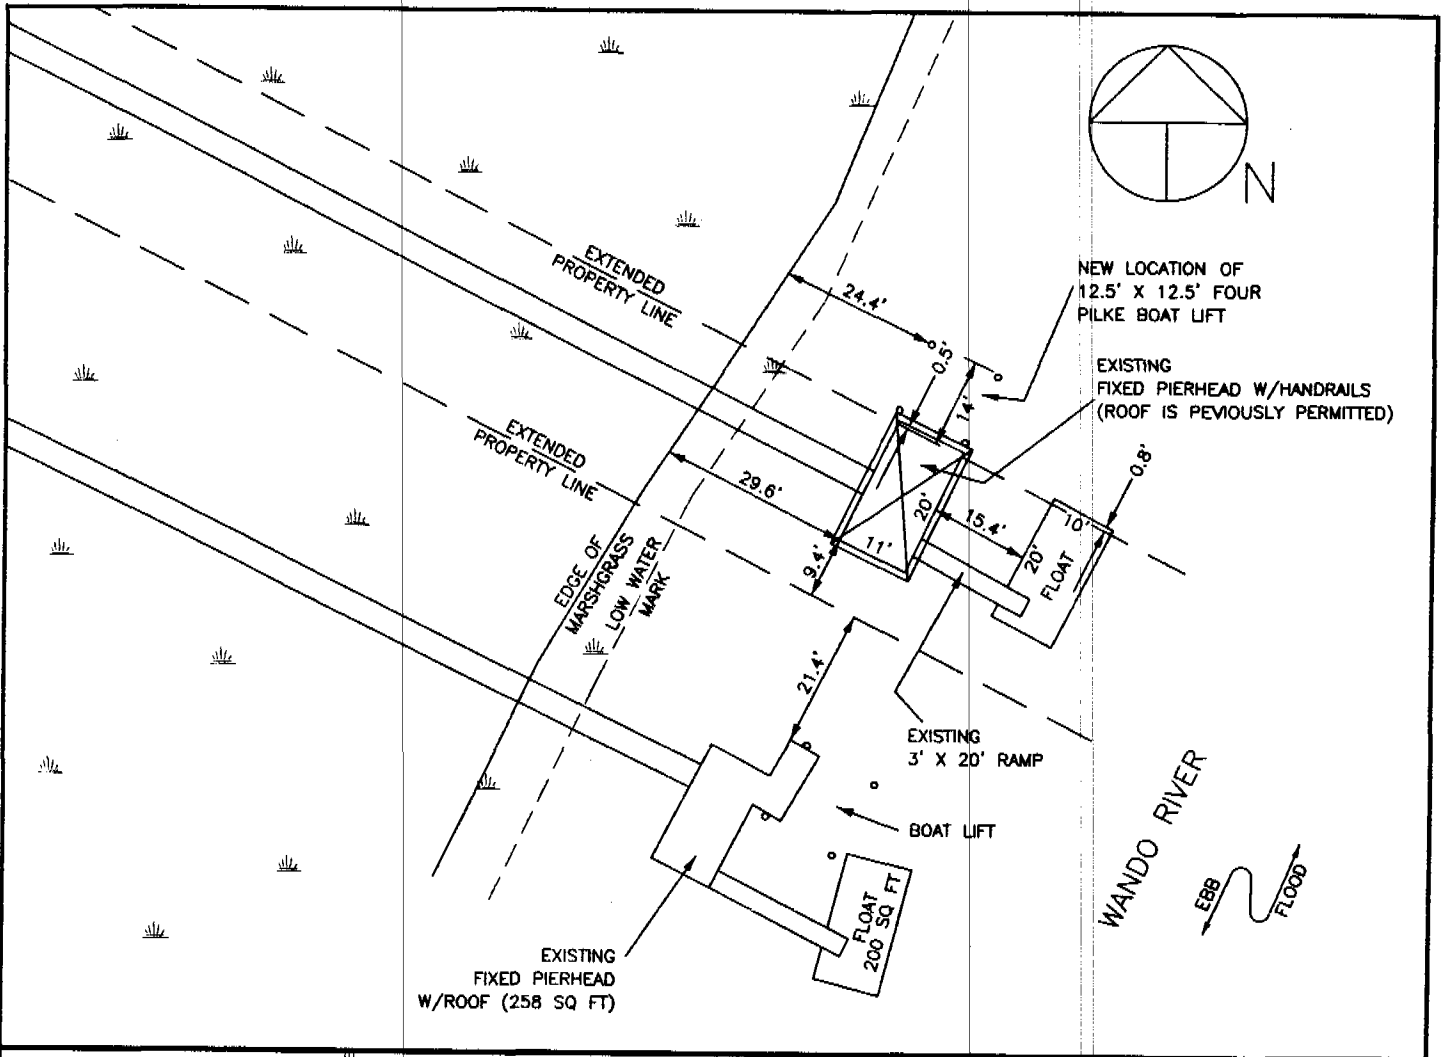 N
EXTENDED
PROPERTY LINE
NEW LOCATION OF
12.5' X 12.5' FOUR
PILKE BOAT LIFT
24.4'
0.5'
14'
EXISTING
FIXED PIERHEAD W/HANDRAILS
(ROOF IS PEVIOUSLY PERMITTED)
EXTENDED
PROPERTY LINE
29.6'
20'
11'
9.4'
15.4'
10'
0.8'
20'
FLOAT
EDGE OF
MARSHGRASS
LOW WATER
MARK
21.4'
EXISTING
3' X 20' RAMP
BOAT LIFT
WANDO RIVER
EBB
FLOOD
FLOAT
200 SQ FT
EXISTING
FIXED PIERHEAD
W/ROOF (258 SQ FT)